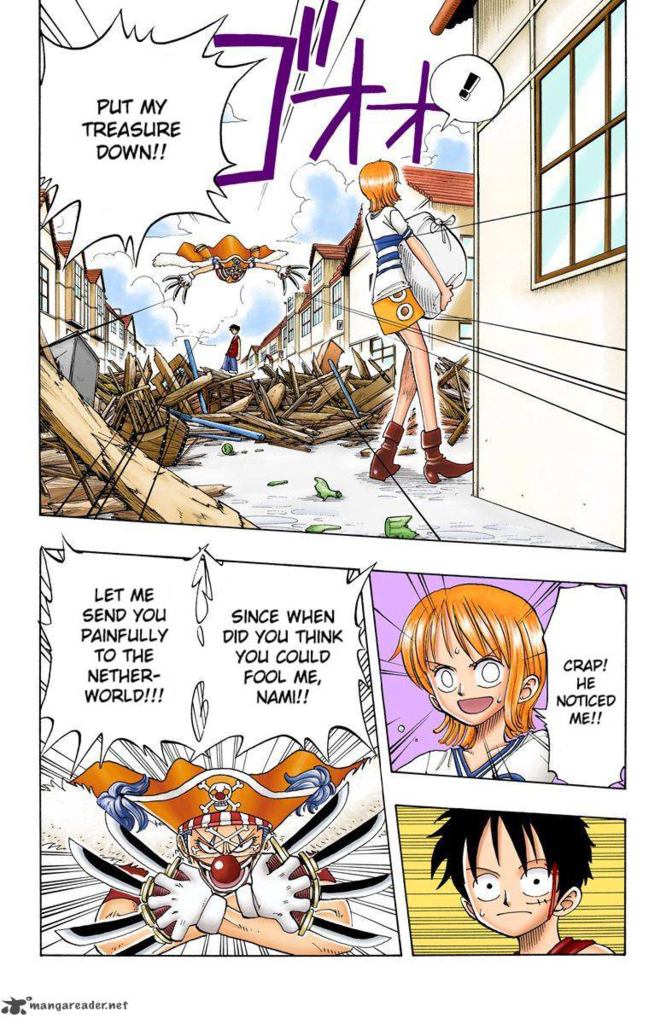 PUT MY
TREASURE
DOWN!!
ゴオオ
!
CRAP!
HE
NOTICED
ME!!
SINCE WHEN
DID YOU THINK
YOU COULD
FOOL ME,
NAMI!!
LET ME
SEND YOU
PAINFULLY
TO THE
NETHER-
WORLD!!!
mangareader.net